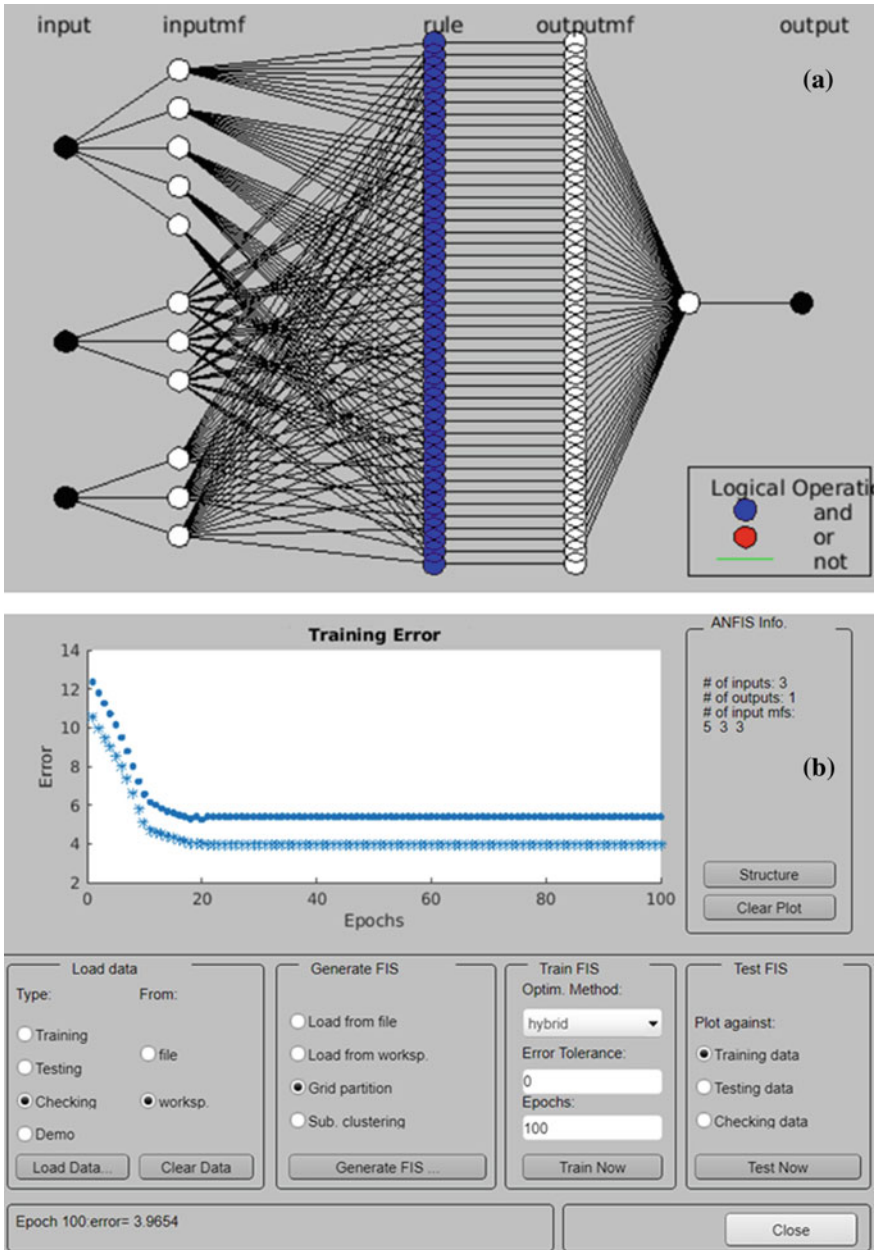 input inputmf rule outputmf output
(a)
Logical Operatio
and
or
not
Training Error
14
12
10
8
6
4
2
0 20 40 60 80 100
Error
Epochs
ANFIS Info.
# of inputs: 3
# of outputs: 1
# of input mfs:
5 3 3
(b)
Structure
Clear Plot
Load data
Type: From:
Training
Testing
Checking
Demo
file
worksp.
Load Data... Clear Data
Generate FIS
Load from file
Load from worksp.
Grid partition
Sub. clustering
Generate FIS ...
Train FIS
Optim. Method:
hybrid
Error Tolerance:
0
Epochs:
100
Train Now
Test FIS
Plot against:
Training data
Testing data
Checking data
Test Now
Epoch 100:error= 3.9654
Close